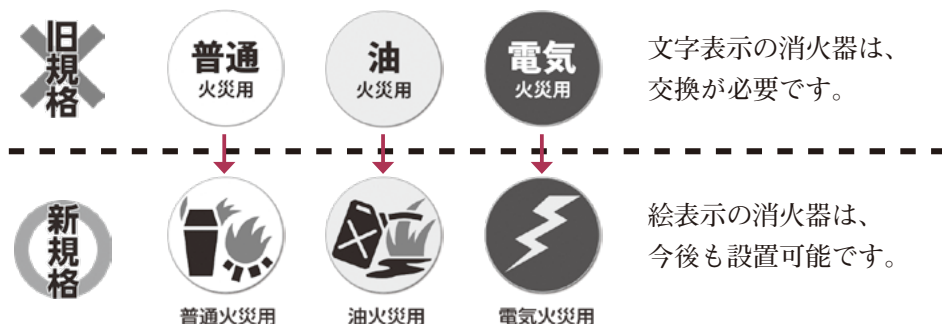 旧規格
普通
火災用
油
火災用
電気
火災用
文字表示の消火器は、
交換が必要です。
新規格
普通火災用
油火災用
電気火災用
絵表示の消火器は、
今後も設置可能です。